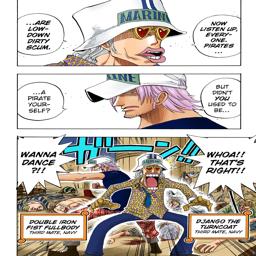 NOW
LISTEN UP,
EVERY-
ONE.
PIRATES
...
...ARE
LOW-
DOWN
DIRTY
SCUM.
MARINE
BUT
DIDN'T
YOU
USED TO
BE...
...A
PIRATE
YOUR-
SELF?
WHOA!!
THAT'S
RIGHT!!
WANNA
DANCE
?!!
DJANGO THE
TURNCOAT
THIRD MATE, NAVY
DOUBLE IRON
FIST FULLBODY
THIRD MATE, NAVY